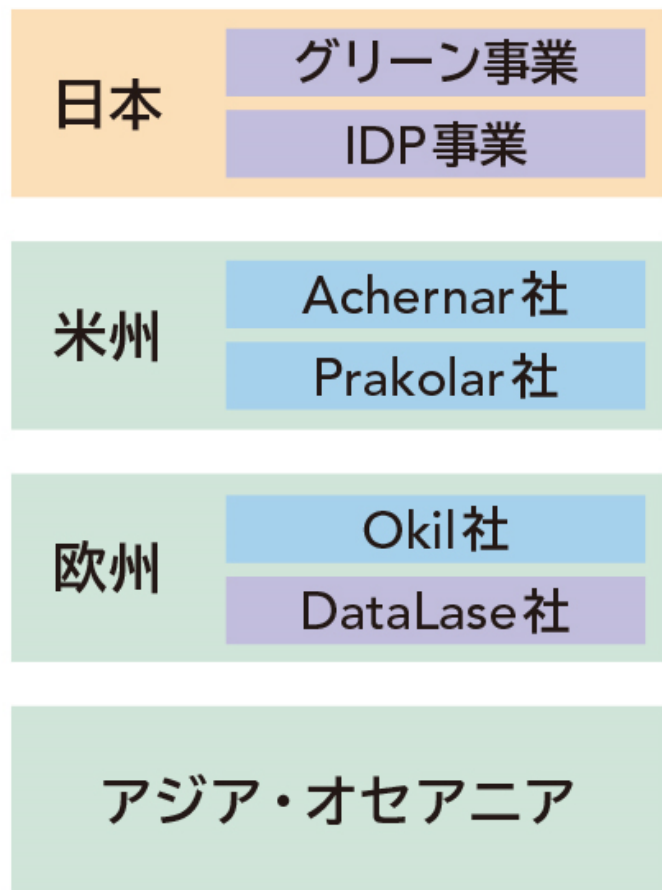 日本
グリーン事業
IDP事業
米州
Achernar社
Prakolar社
欧州
Okil社
DataLase社
アジア・オセアニア